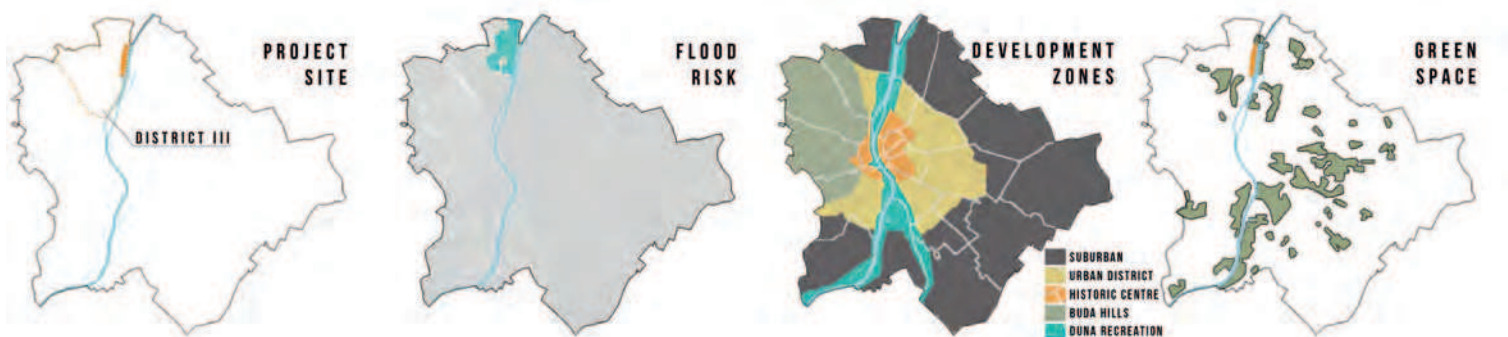 PROJECT
SITE
DISTRICT III
FLOOD
RISK
DEVELOPMENT
ZONES
SUBURBAN
URBAN DISTRICT
HISTORIC CENTRE
BUDA HILLS
DUNA RECREATION
GREEN
SPACE